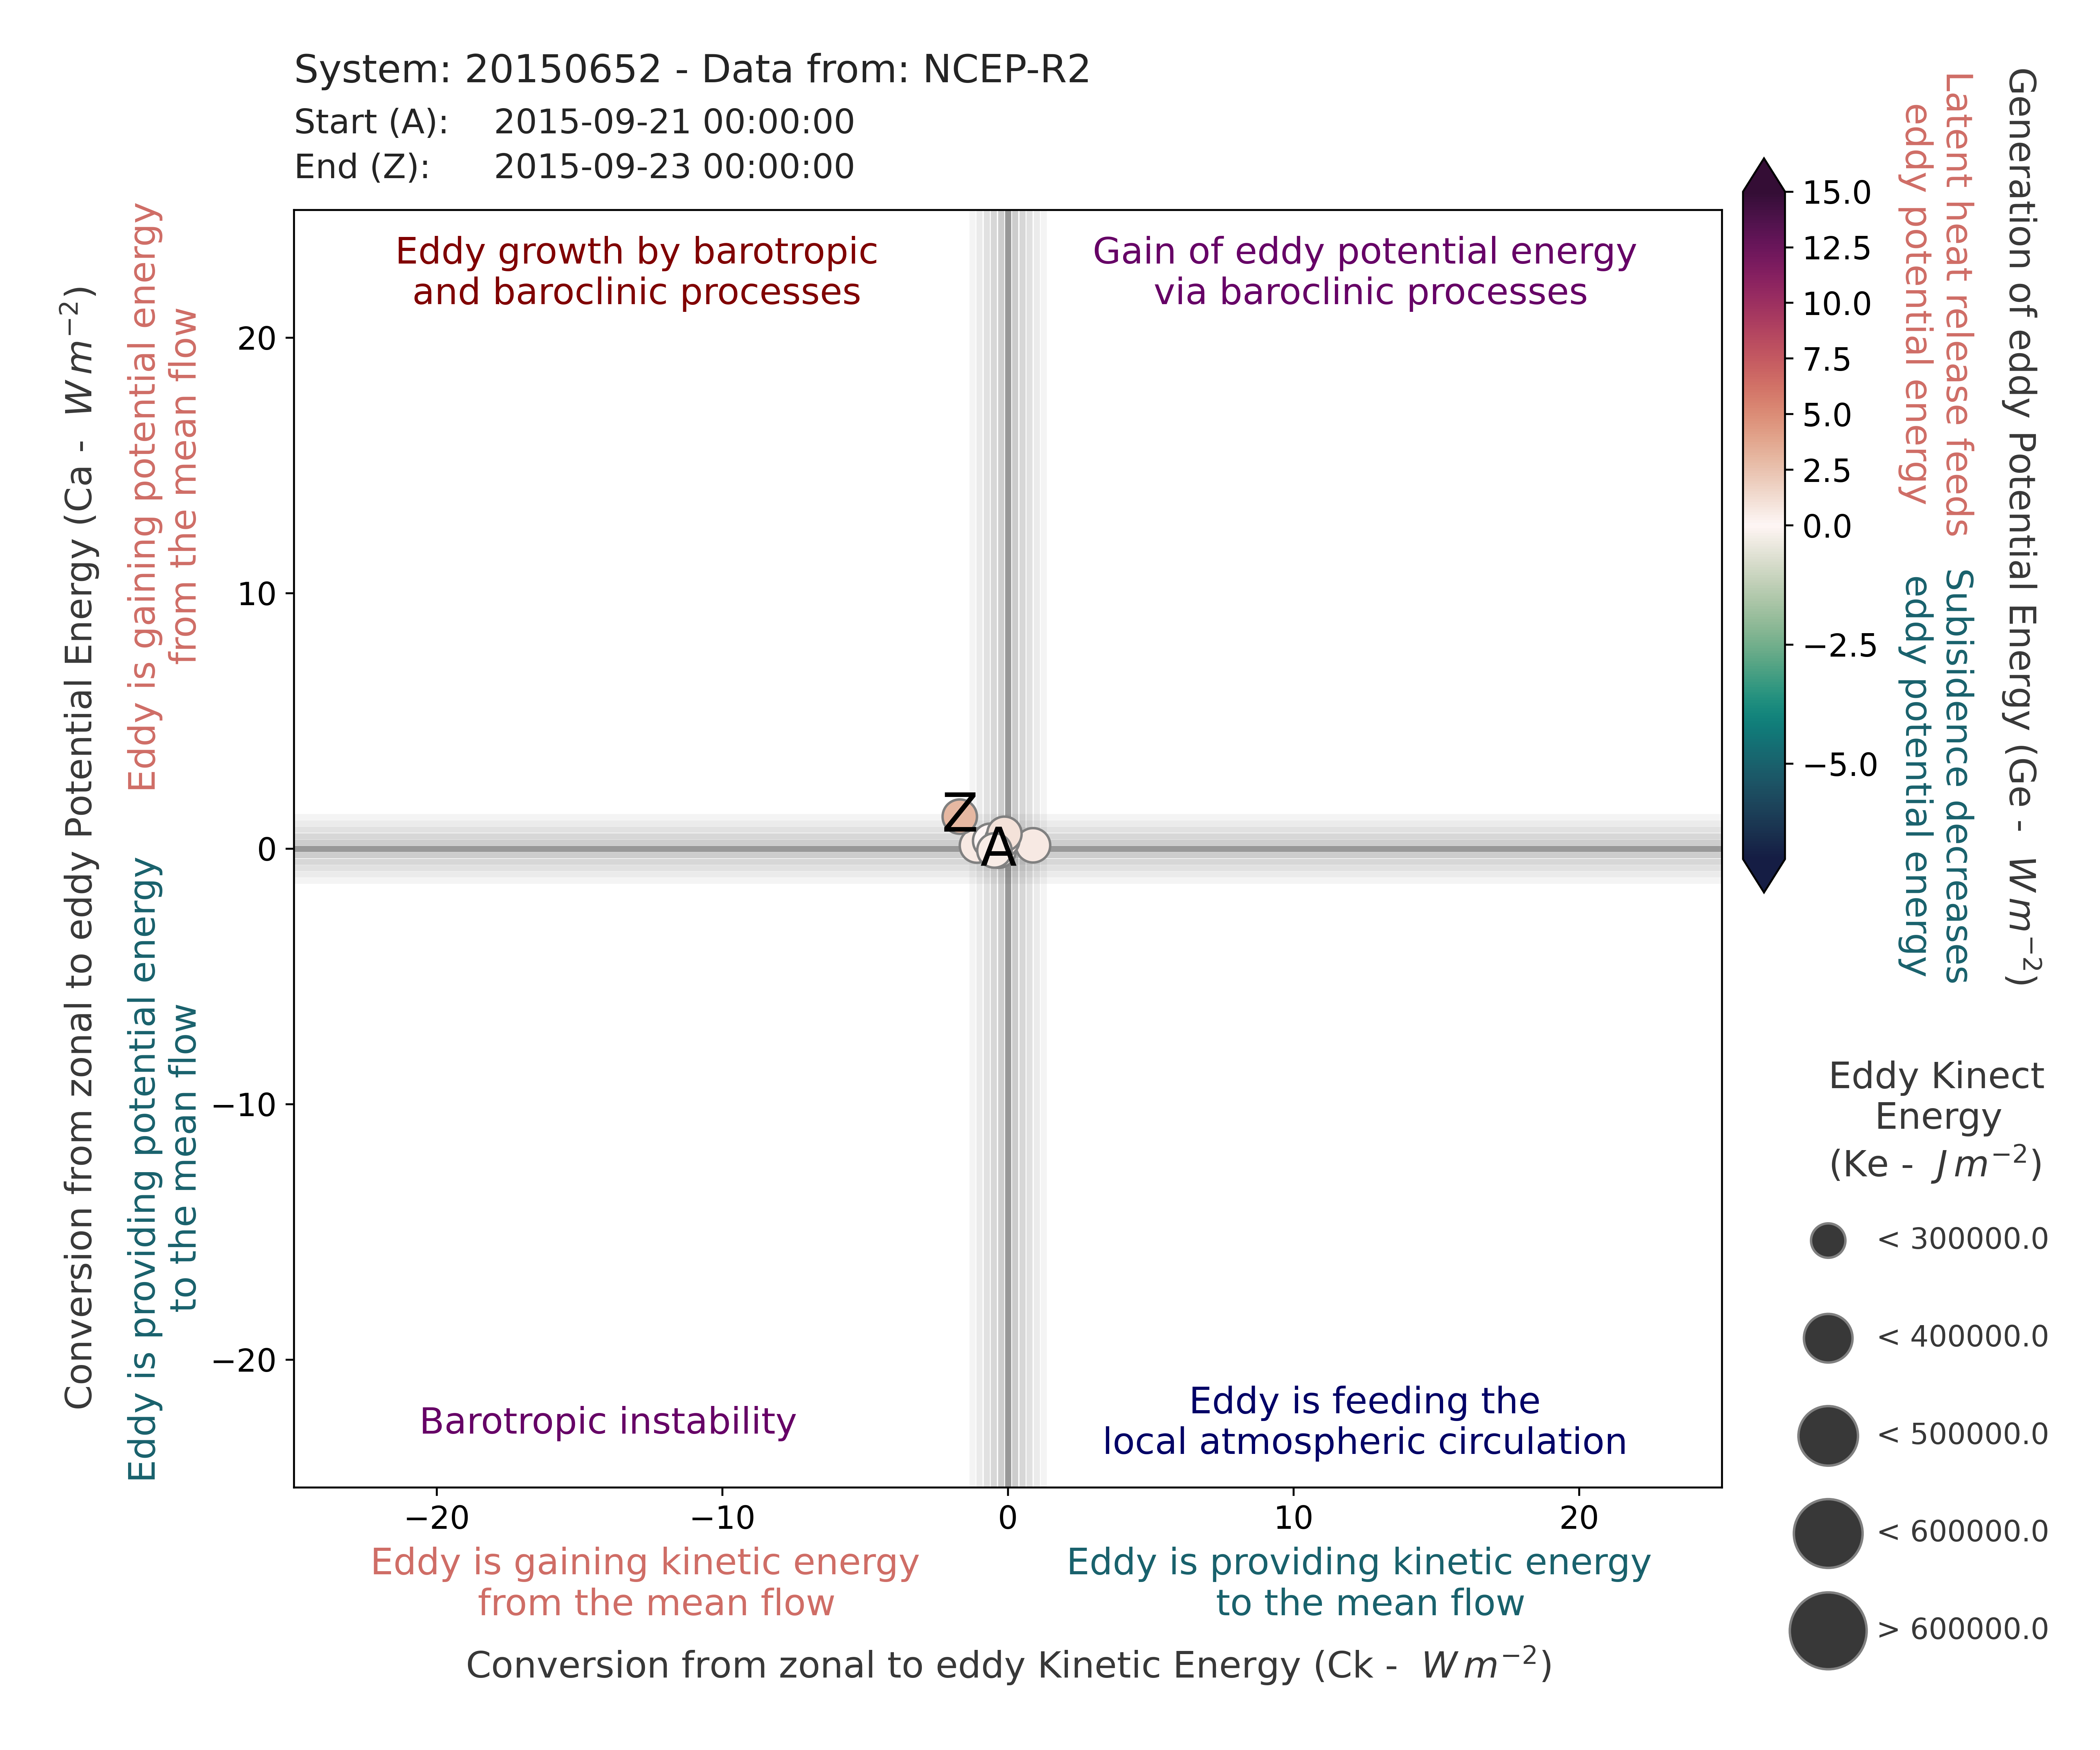 System: 20150652 - Data from: NCEP-R2
Start (A): 2015-09-21 00:00:00
End (Z): 2015-09-23 00:00:00
Conversion from zonal to eddy Potential Energy (Ca - W m⁻²)
Eddy is gaining potential energy
from the mean flow
Eddy is providing potential energy
to the mean flow
20
10
0
−10
−20
Eddy growth by barotropic
and baroclinic processes
Gain of eddy potential energy
via baroclinic processes
Z
A
Barotropic instability
Eddy is feeding the
local atmospheric circulation
−20
−10
0
10
20
Eddy is gaining kinetic energy
from the mean flow
Eddy is providing kinetic energy
to the mean flow
Conversion from zonal to eddy Kinetic Energy (Ck - W m⁻²)
15.0
12.5
10.0
7.5
5.0
2.5
0.0
−2.5
−5.0
Latent heat release feeds
eddy potential energy
Subisidence decreases
eddy potential energy
Generation of eddy Potential Energy (Ge - W m⁻²)
Eddy Kinect
Energy
(Ke - J m⁻²)
< 300000.0
< 400000.0
< 500000.0
< 600000.0
> 600000.0